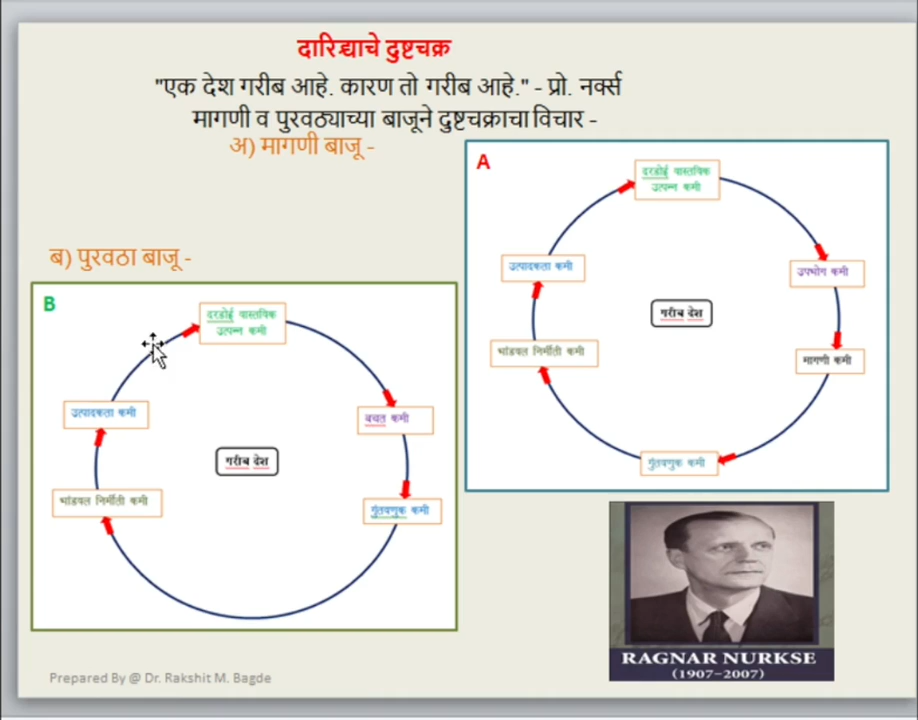 दारिद्र्याचे दुष्टचक्र
"एक देश गरीब आहे. कारण तो गरीब आहे." - प्रो. नर्क्स
मागणी व पुरवठ्याच्या बाजूने दुष्टचक्राचा विचार -
अ) मागणी बाजू -
A
दरडोई वास्तविक
उत्पन्न कमी
उपभोग कमी
मागणी कमी
गुंतवणुक कमी
भांडवल निर्मीती कमी
उत्पादकता कमी
गरीब देश
ब) पुरवठा बाजू -
B
दरडोई वास्तविक
उत्पन्न कमी
बचत कमी
गुंतवणुक कमी
भांडवल निर्मीती कमी
उत्पादकता कमी
गरीब देश
RAGNAR NURKSE
(1907-2007)
Prepared By @ Dr. Rakshit M. Bagde